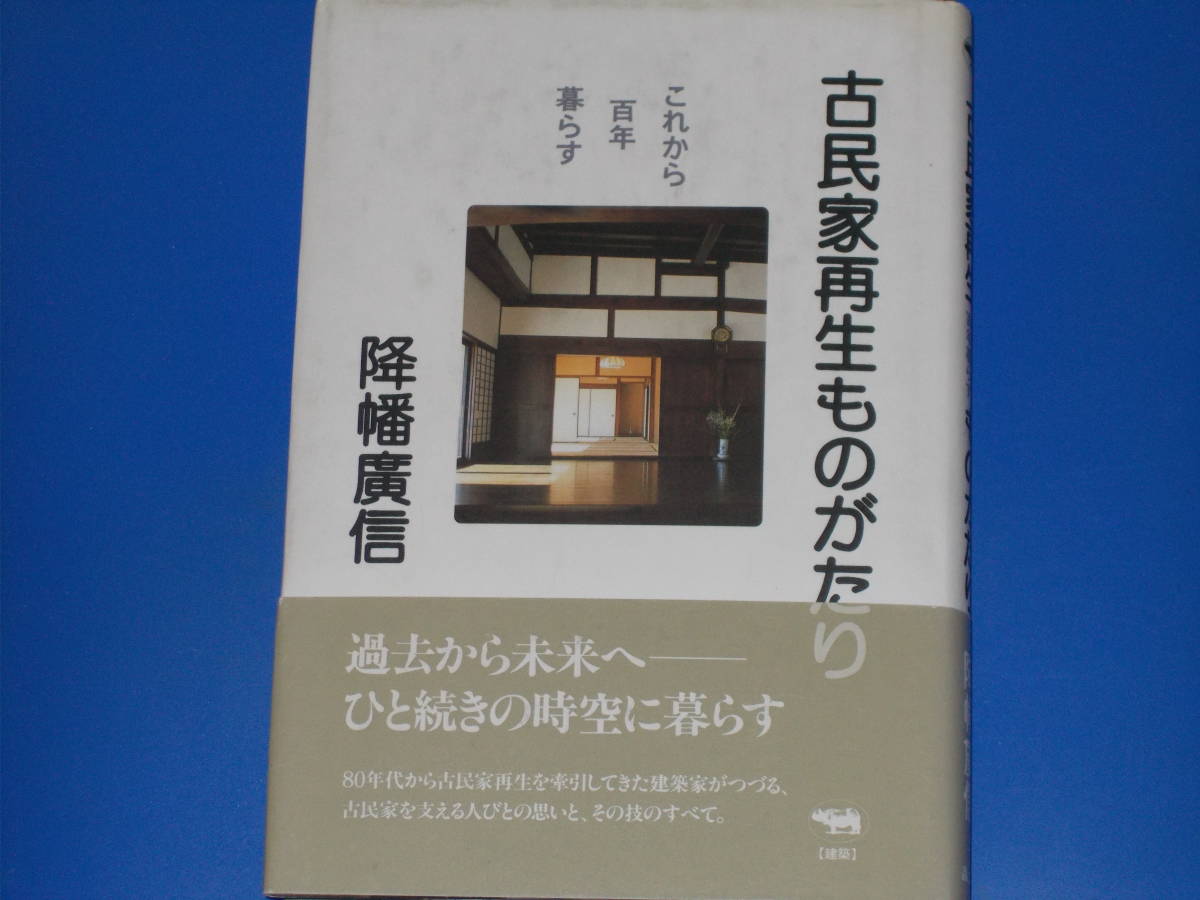 古民家再生ものがたり
これから
百年
暮らす
降幡廣信
過去から未来へ――
ひと続きの時空に暮らす
80年代から古民家再生を牽引してきた建築家がつづる、
古民家を支える人びとの思いと、その技のすべて。
【建築】